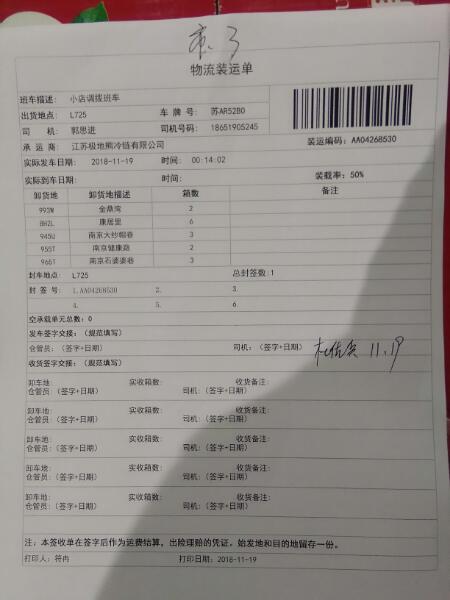 物流装运单
班车描述: 小店调拨班车
出货地点: L725 车 牌 号: 苏AR52B0
司 机: 郭思进 司机号码: 18651905245
承 运 商: 江苏极地熊冷链有限公司 装运编码: AA04268530
实际发车日期: 2018-11-19 时间: 00:14:02
实际到车日期: 时间: 装载率: 50%
卸货地 卸货地描述 箱数 备注
993W 金鼎湾 2
8H2L 康居里 6
945U 南京大纱帽巷 3
955T 南京健康路 2
966T 南京石婆婆巷 3
封车地点: L725 总封签数:1
封 签 号: 1.AA04268530 2. 3.
4. 5. 6.
空承载单元总数: 0
发车签字交接: (规范填写)
仓管员: (签字+日期) 司机: (签字+日期) 11.19
收货签字交接: (规范填写)
卸车地: 实收箱数: 收货备注:
仓管员: (签字+日期) 司机: (签字+日期)
卸车地: 实收箱数: 收货备注:
仓管员: (签字+日期) 司机: (签字+日期)
卸车地: 实收箱数: 收货备注:
仓管员: (签字+日期) 司机: (签字+日期)
卸车地: 实收箱数: 收货备注:
仓管员: (签字+日期) 司机: (签字+日期)
卸车地: 实收箱数: 收货备注:
仓管员: (签字+日期) 司机: (签字+日期)
注: 本签收单在签字后作为运费结算, 出险理赔的凭证。始发地和目的地留存一份。
打印人: 符冉 打印日期: 2018-11-19